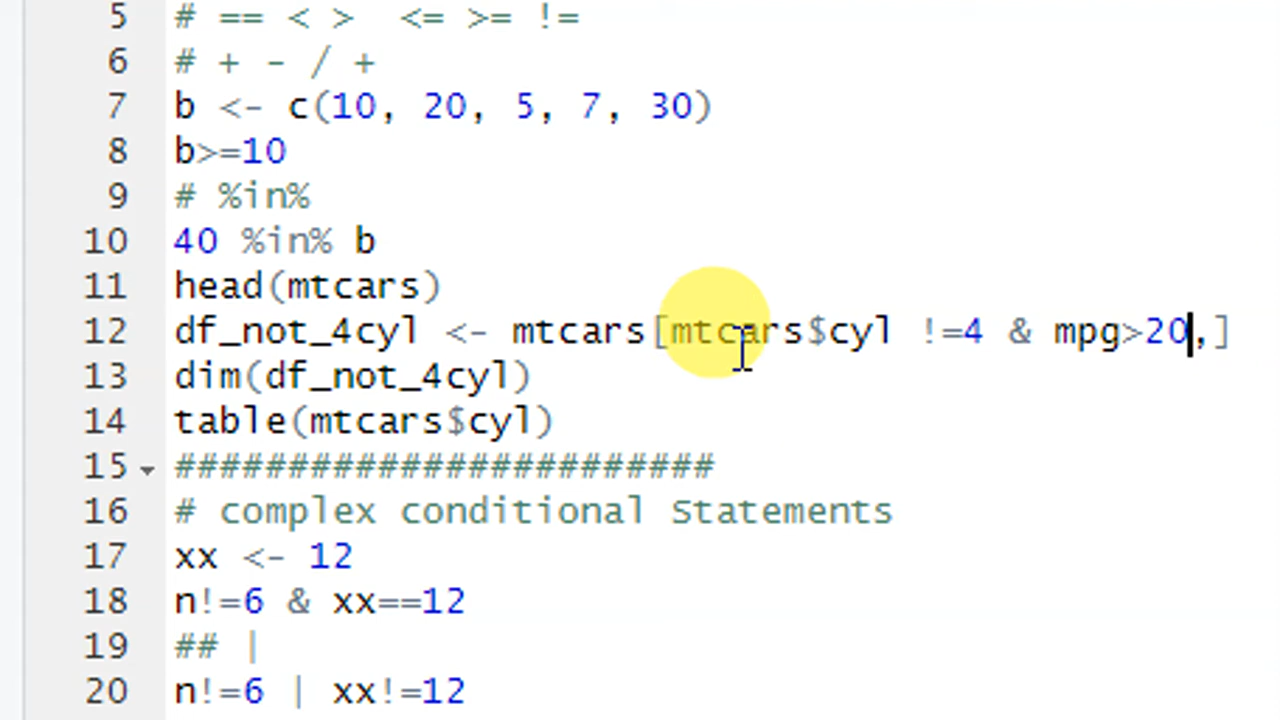 5 # == < >  <= >= !=
6 # + - / +
7 b <- c(10, 20, 5, 7, 30)
8 b>=10
9 # %in%
10 40 %in% b
11 head(mtcars)
12 df_not_4cyl <- mtcars[mtcars$cyl !=4 & mpg>20,]
13 dim(df_not_4cyl)
14 table(mtcars$cyl)
15 ########################
16 # complex conditional Statements
17 xx <- 12
18 n!=6 & xx==12
19 ## |
20 n!=6 | xx!=12